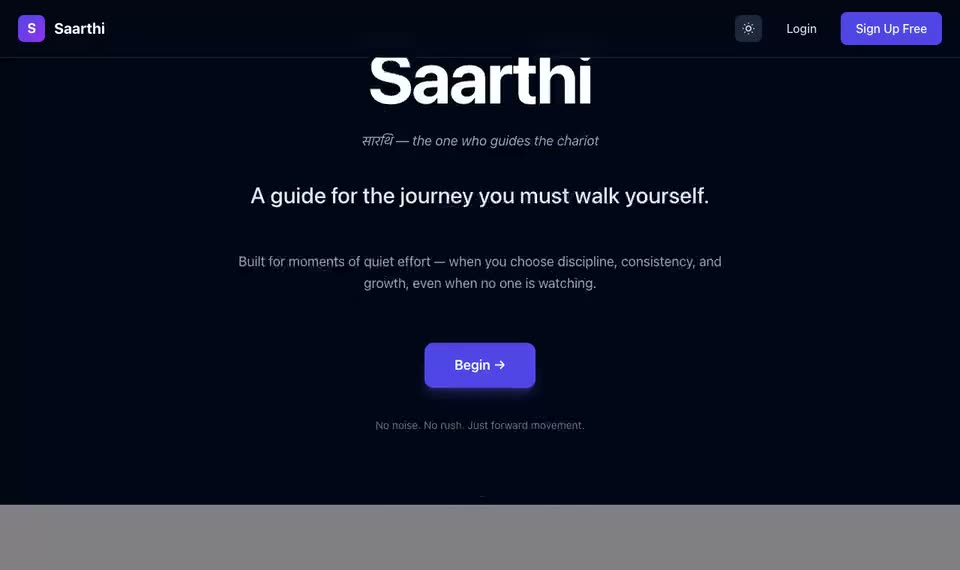 S Saarthi
Login
Sign Up Free
Saarthi
सारथि — the one who guides the chariot
A guide for the journey you must walk yourself.
Built for moments of quiet effort — when you choose discipline, consistency, and
growth, even when no one is watching.
Begin →
No noise. No rush. Just forward movement.